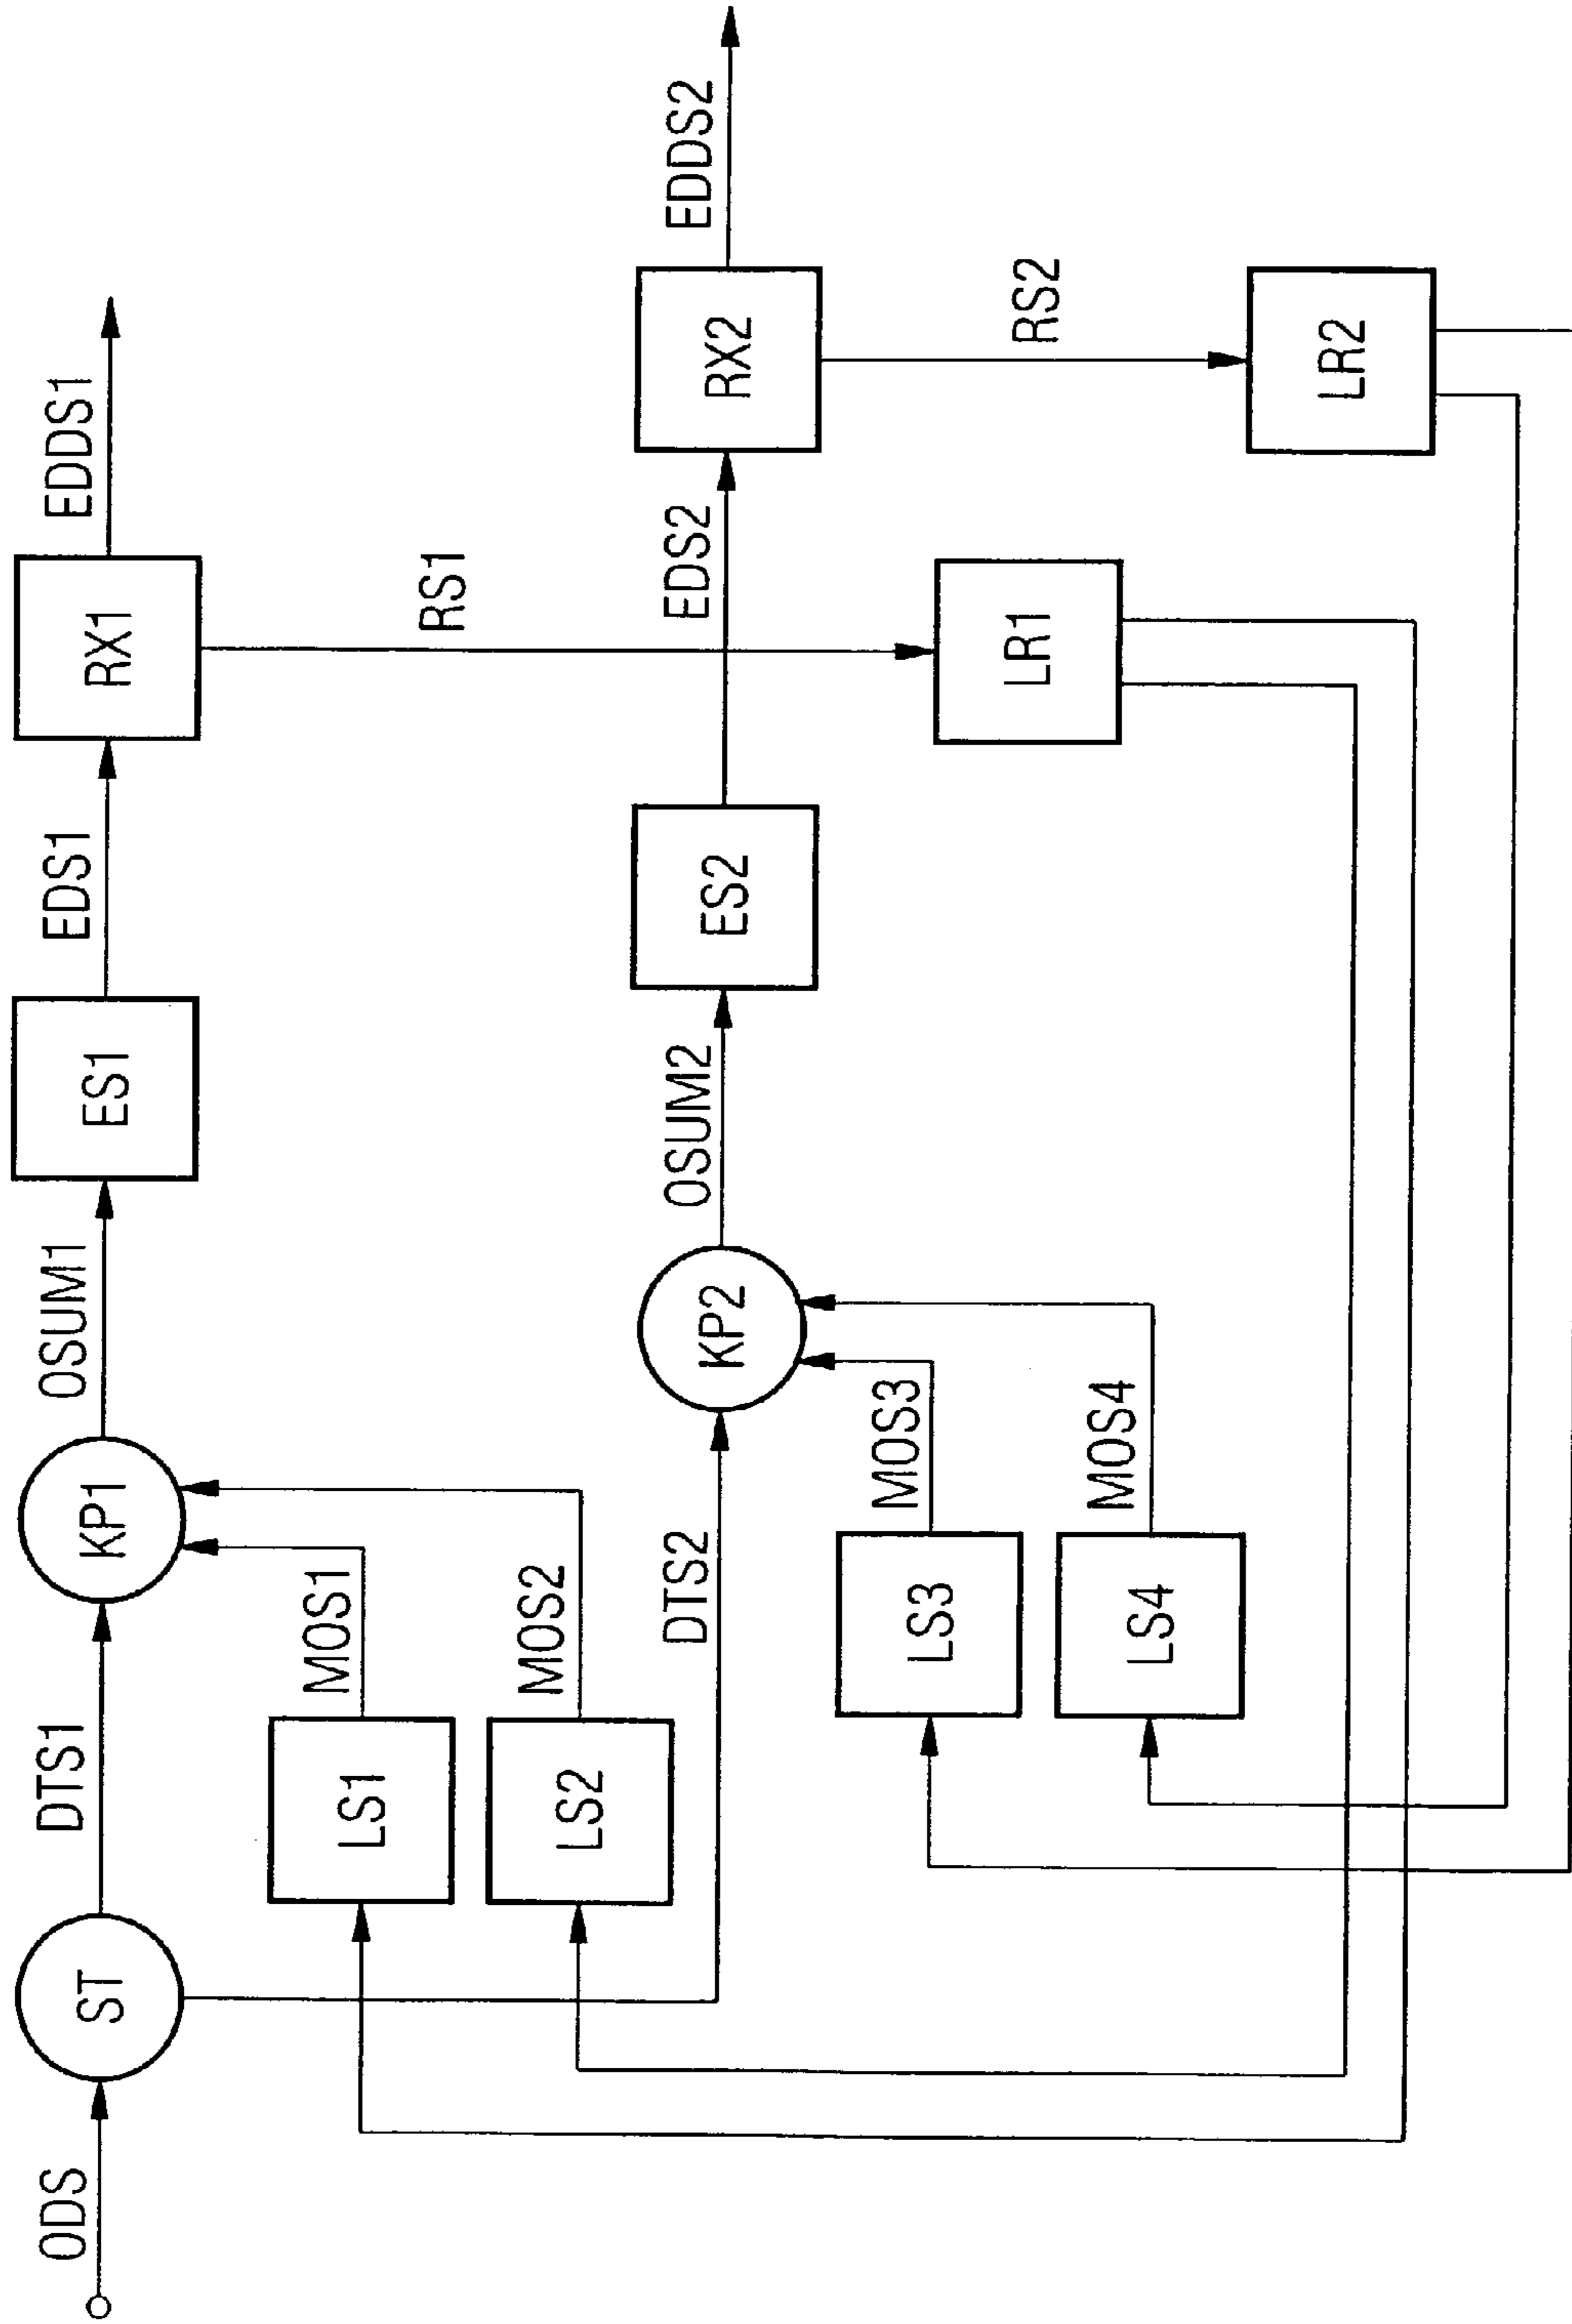 ODS
ST
DTS1
KP1
OSUM1
ES1
EDS1
RX1
EDDS1
LS1
MOS1
RS1
LS2
MOS2
DTS2
KP2
OSUM2
ES2
EDS2
RX2
EDDS2
LS3
MOS3
LR1
RS2
LS4
MOS4
LR2